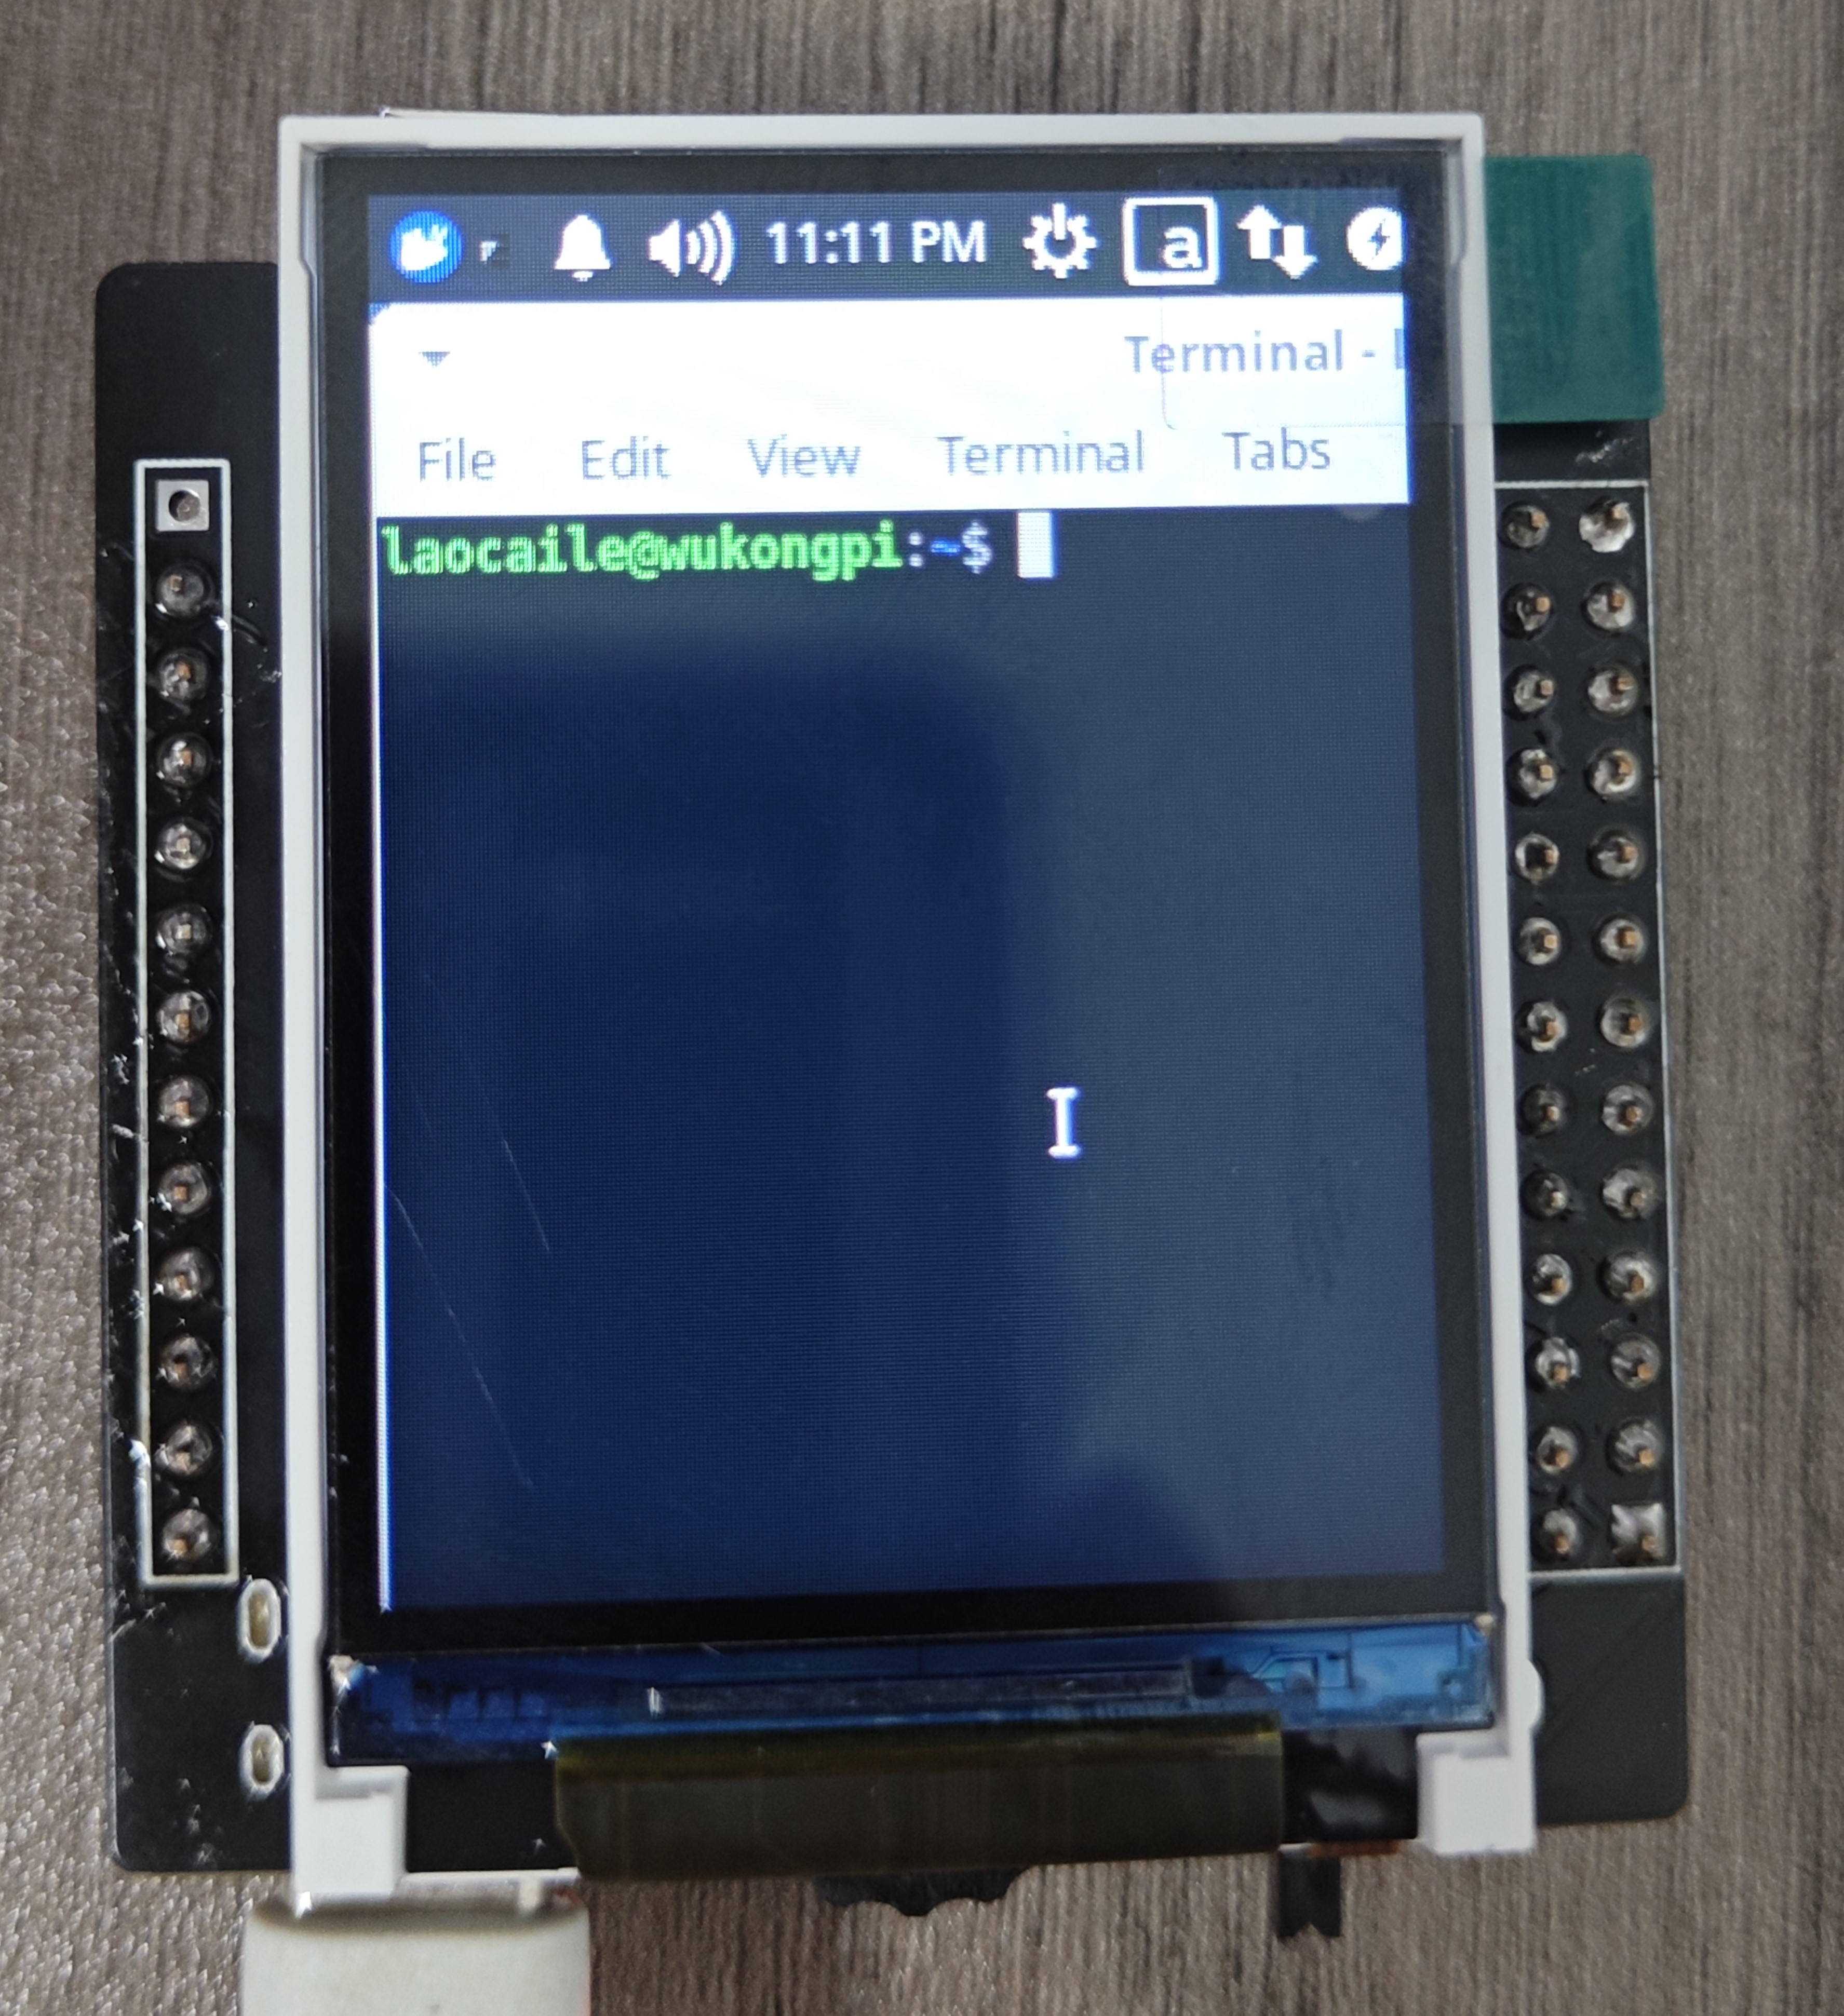 11:11 PM a
Terminal -
File Edit View Terminal Tabs
laocaile@wukongpi:~$